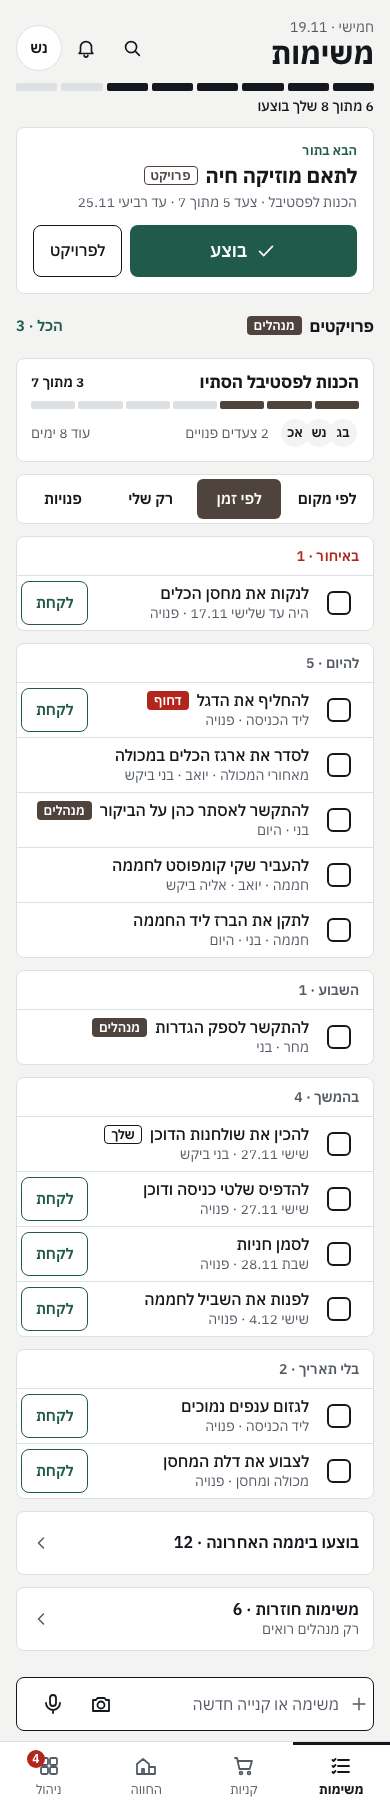 חמישי · 19.11
משימות
נש
6 מתוך 8 שלך בוצעו
הבא בתור
לתאם מוזיקה חיה פרויקט
הכנות לפסטיבל · צעד 5 מתוך 7 · עד רביעי 25.11
בוצע
לפרויקט
פרויקטים מנהלים
הכל · 3
הכנות לפסטיבל הסתיו
3 מתוך 7
בג נש אכ 2 צעדים פנויים
עוד 8 ימים
לפי מקום
לפי זמן
רק שלי
פנויות
באיחור · 1
לנקות את מחסן הכלים
היה עד שלישי 17.11 · פנויה
לקחת
להיום · 5
להחליף את הדגל דחוף
ליד הכניסה · פנויה
לקחת
לסדר את ארגז הכלים במכולה
מאחורי המכולה · יואב · בני ביקש
להתקשר לאסתר כהן על הביקור מנהלים
בני · היום
להעביר שקי קומפוסט לחממה
חממה · יואב · אליה ביקש
לתקן את הברז ליד החממה
חממה · בני · היום
השבוע · 1
להתקשר לספק הגדרות מנהלים
מחר · בני
בהמשך · 4
להכין את שולחנות הדוכן שלך
שישי 27.11 · בני ביקש
להדפיס שלטי כניסה ודוכן
שישי 27.11 · פנויה
לקחת
לסמן חניות
שבת 28.11 · פנויה
לקחת
לפנות את השביל לחממה
שישי 4.12 · פנויה
לקחת
בלי תאריך · 2
לגזום ענפים נמוכים
ליד הכניסה · פנויה
לקחת
לצבוע את דלת המחסן
מכולה ומחסן · פנויה
לקחת
בוצעו ביממה האחרונה · 12
משימות חוזרות · 6
רק מנהלים רואים
+ משימה או קנייה חדשה
משימות
קניות
החווה
4
ניהול